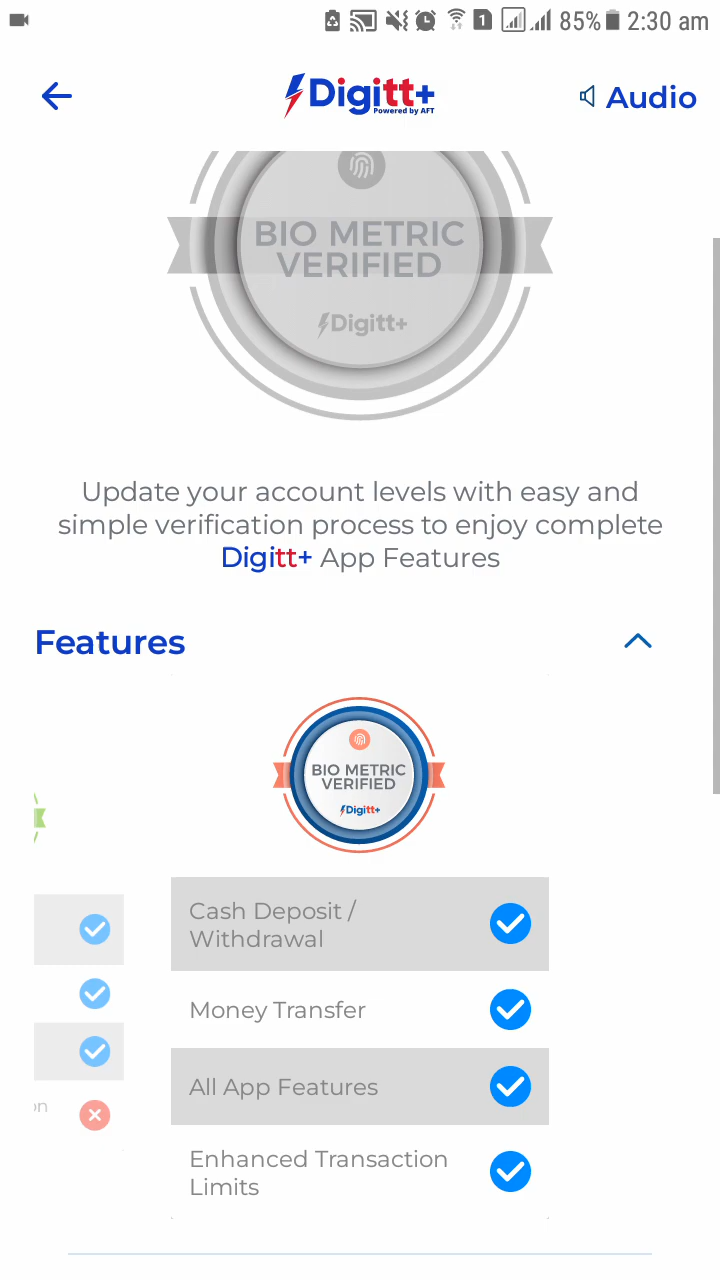 1 85% 2:30 am
Digitt+
Powered by AFT
Audio
BIO METRIC
VERIFIED
Digitt+
Update your account levels with easy and
simple verification process to enjoy complete
Digitt+ App Features
Features
BIO METRIC
VERIFIED
Digitt+
Cash Deposit /
Withdrawal
Money Transfer
All App Features
on
Enhanced Transaction
Limits